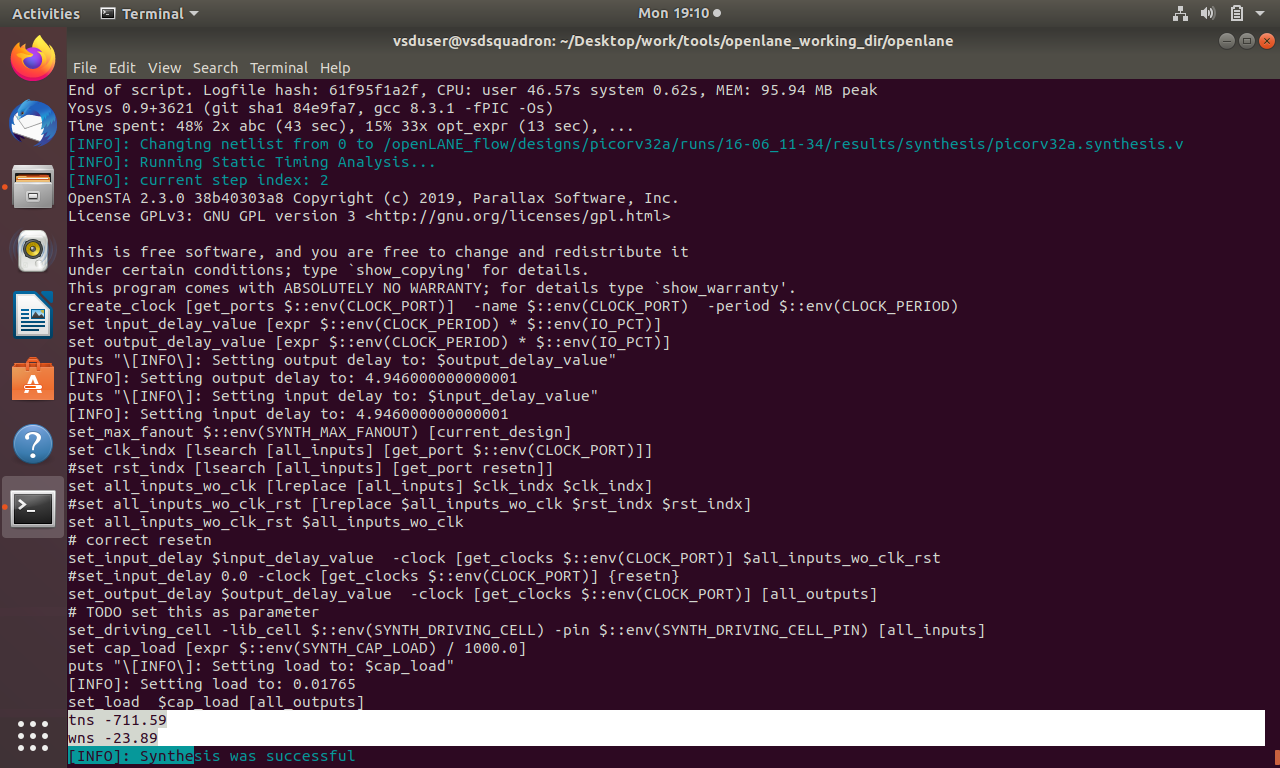 Activities Terminal Mon 19:10
vsduser@vsdsquadron: ~/Desktop/work/tools/openlane_working_dir/openlane
File Edit View Search Terminal Help
End of script. Logfile hash: 61f95f1a2f, CPU: user 46.57s system 0.62s, MEM: 95.94 MB peak
Yosys 0.9+3621 (git sha1 84e9fa7, gcc 8.3.1 -fPIC -Os)
Time spent: 48% 2x abc (43 sec), 15% 33x opt_expr (13 sec), ...
[INFO]: Changing netlist from 0 to /openLANE_flow/designs/picorv32a/runs/16-06_11-34/results/synthesis/picorv32a.synthesis.v
[INFO]: Running Static Timing Analysis...
[INFO]: current step index: 2
OpenSTA 2.3.0 38b40303a8 Copyright (c) 2019, Parallax Software, Inc.
License GPLv3: GNU GPL version 3 <http://gnu.org/licenses/gpl.html>

This is free software, and you are free to change and redistribute it
under certain conditions; type `show_copying' for details.
This program comes with ABSOLUTELY NO WARRANTY; for details type `show_warranty'.
create_clock [get_ports $::env(CLOCK_PORT)]  -name $::env(CLOCK_PORT)  -period $::env(CLOCK_PERIOD)
set input_delay_value [expr $::env(CLOCK_PERIOD) * $::env(IO_PCT)]
set output_delay_value [expr $::env(CLOCK_PERIOD) * $::env(IO_PCT)]
puts "\[INFO\]: Setting output delay to: $output_delay_value"
[INFO]: Setting output delay to: 4.946000000000001
puts "\[INFO\]: Setting input delay to: $input_delay_value"
[INFO]: Setting input delay to: 4.946000000000001
set_max_fanout $::env(SYNTH_MAX_FANOUT) [current_design]
set clk_indx [lsearch [all_inputs] [get_port $::env(CLOCK_PORT)]]
#set rst_indx [lsearch [all_inputs] [get_port resetn]]
set all_inputs_wo_clk [lreplace [all_inputs] $clk_indx $clk_indx]
#set all_inputs_wo_clk_rst [lreplace $all_inputs_wo_clk $rst_indx $rst_indx]
set all_inputs_wo_clk_rst $all_inputs_wo_clk
# correct resetn
set_input_delay $input_delay_value  -clock [get_clocks $::env(CLOCK_PORT)] $all_inputs_wo_clk_rst
#set_input_delay 0.0 -clock [get_clocks $::env(CLOCK_PORT)] {resetn}
set_output_delay $output_delay_value  -clock [get_clocks $::env(CLOCK_PORT)] [all_outputs]
# TODO set this as parameter
set_driving_cell -lib_cell $::env(SYNTH_DRIVING_CELL) -pin $::env(SYNTH_DRIVING_CELL_PIN) [all_inputs]
set cap_load [expr $::env(SYNTH_CAP_LOAD) / 1000.0]
puts "\[INFO\]: Setting load to: $cap_load"
[INFO]: Setting load to: 0.01765
set_load  $cap_load [all_outputs]
tns -711.59
wns -23.89
[INFO]: Synthesis was successful